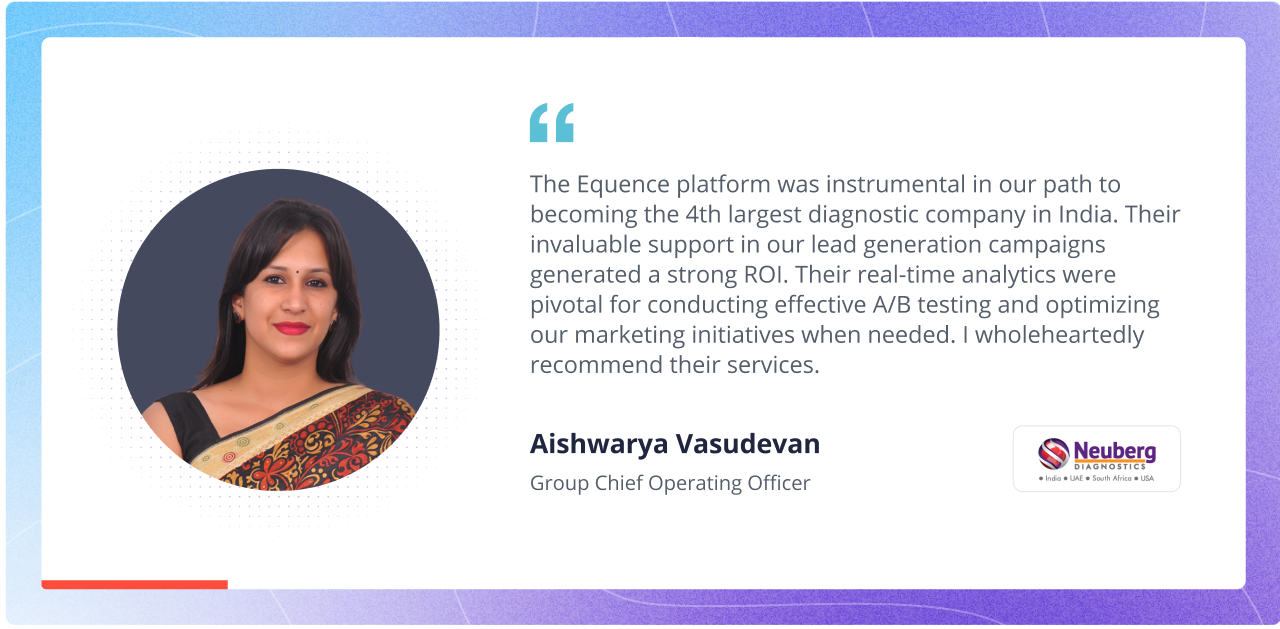 “
The Equence platform was instrumental in our path to
becoming the 4th largest diagnostic company in India. Their
invaluable support in our lead generation campaigns
generated a strong ROI. Their real-time analytics were
pivotal for conducting effective A/B testing and optimizing
our marketing initiatives when needed. I wholeheartedly
recommend their services.
Aishwarya Vasudevan
Group Chief Operating Officer
Neuberg
DIAGNOSTICS
• India • UAE • South Africa • USA